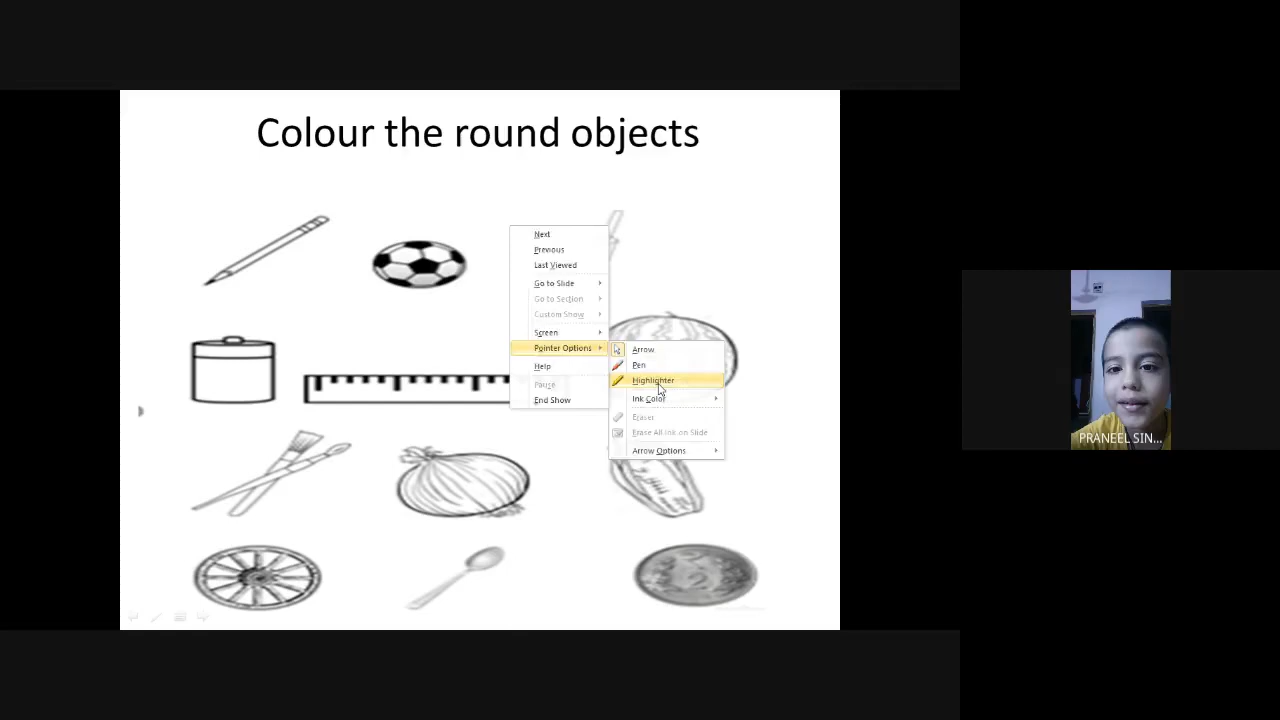 Colour the round objects
Next
Previous
Last Viewed
Go to Slide
Go to Section
Custom Show
Screen
Pointer Options
Help
Pause
End Show
Arrow
Pen
Highlighter
Ink Color
Eraser
Erase All Ink on Slide
Arrow Options
2
2
PRANEEL SIN...